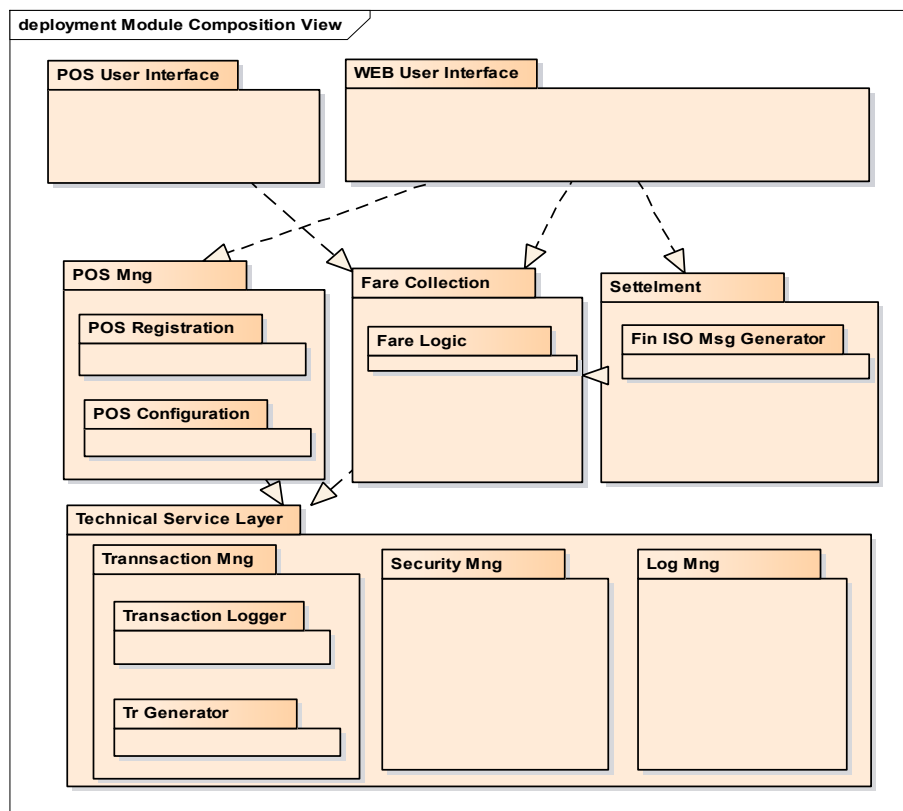 deployment Module Composition View
POS User Interface
WEB User Interface
POS Mng
Fare Collection
Settelment
POS Registration
Fare Logic
Fin ISO Msg Generator
POS Configuration
Technical Service Layer
Trannsaction Mng
Security Mng
Log Mng
Transaction Logger
Tr Generator